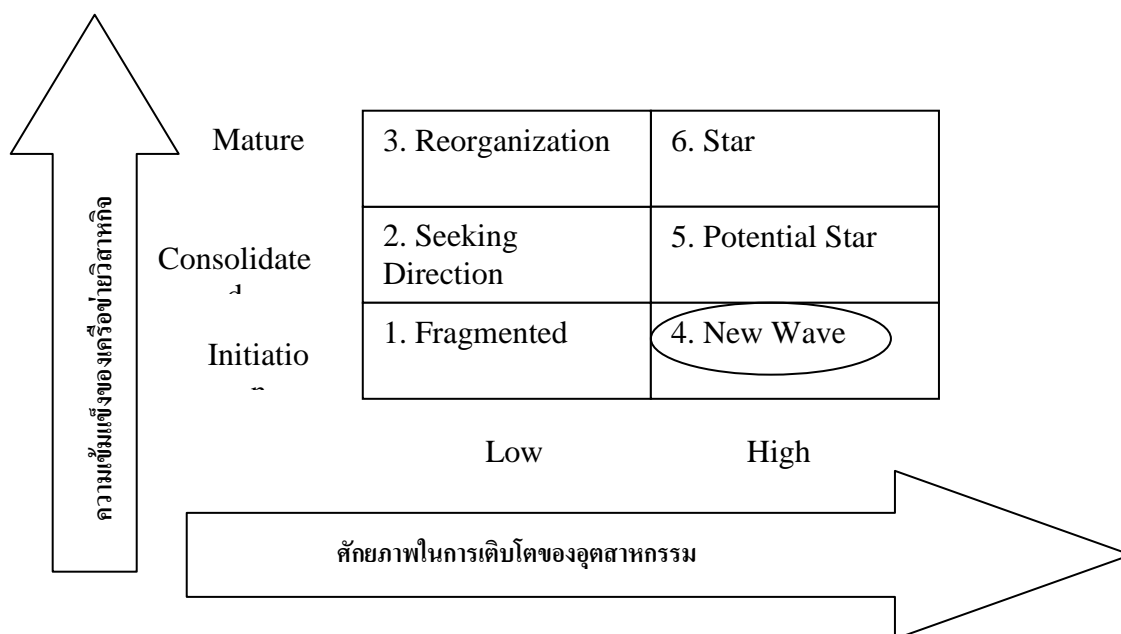 Mature
3. Reorganization
6. Star
ความเข้มแข็งของเครือข่ายวิสาหกิจ
Consolidate
d
2. Seeking
Direction
5. Potential Star
Initiatio
n
1. Fragmented
4. New Wave
Low
High
ศักยภาพในการเติบโตของอุตสาหกรรม